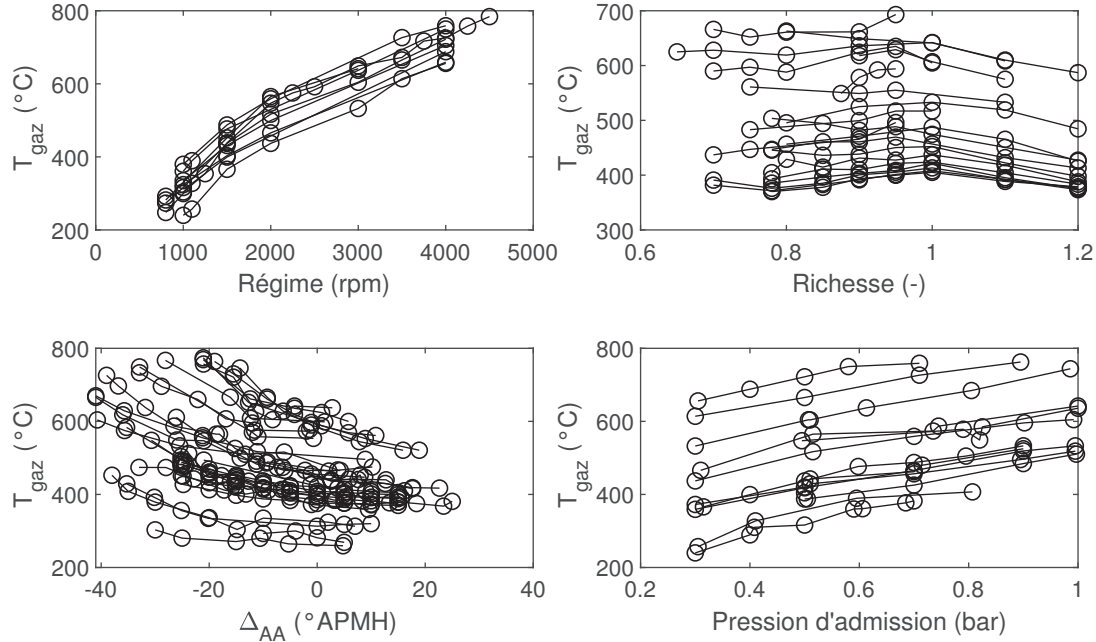 800
600
400
200
T_gaz (°C)
0 1000 2000 3000 4000 5000
Régime (rpm)
700
600
500
400
300
T_gaz (°C)
0.6 0.8 1 1.2
Richesse (-)
800
600
400
200
T_gaz (°C)
-40 -20 0 20 40
Δ_AA (°APMH)
800
600
400
200
T_gaz (°C)
0.2 0.4 0.6 0.8 1
Pression d'admission (bar)